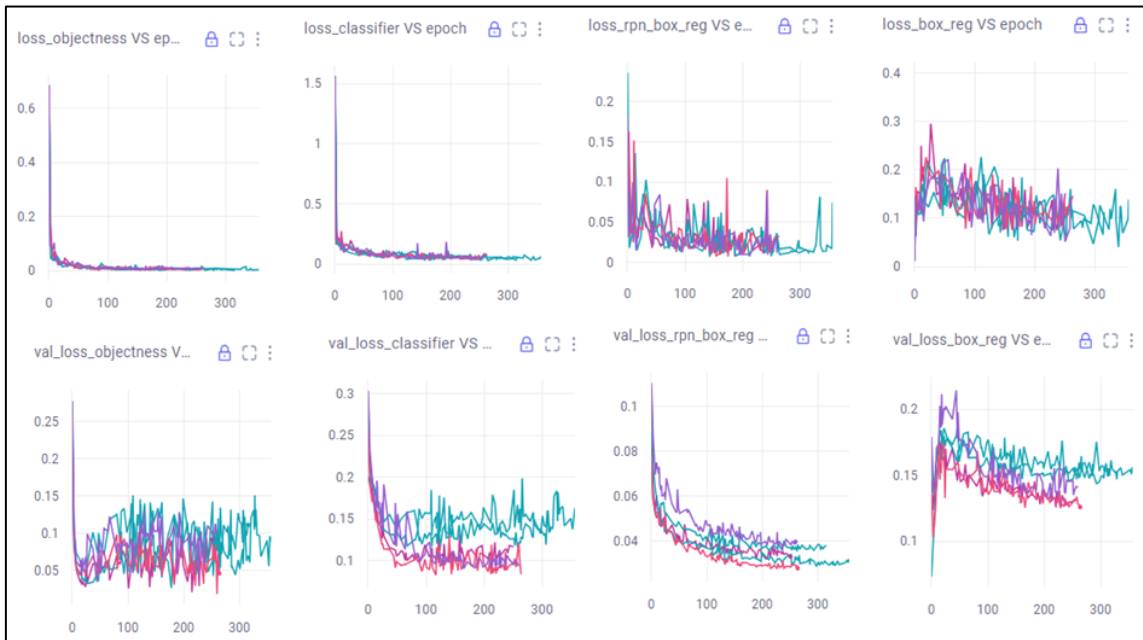 loss_objectness VS ep...
0.6
0.4
0.2
0
0 100 200 300
loss_classifier VS epoch
1.5
1
0.5
0
0 100 200 300
loss_rpn_box_reg VS e...
0.2
0.15
0.1
0.05
0
0 100 200 300
loss_box_reg VS epoch
0.4
0.3
0.2
0.1
0
0 100 200 300
val_loss_objectness V...
0.25
0.2
0.15
0.1
0.05
0 100 200 300
val_loss_classifier VS ...
0.3
0.25
0.2
0.15
0.1
0 100 200 300
val_loss_rpn_box_reg ...
0.1
0.08
0.06
0.04
0 100 200 300
val_loss_box_reg VS e...
0.2
0.15
0.1
0 100 200 300